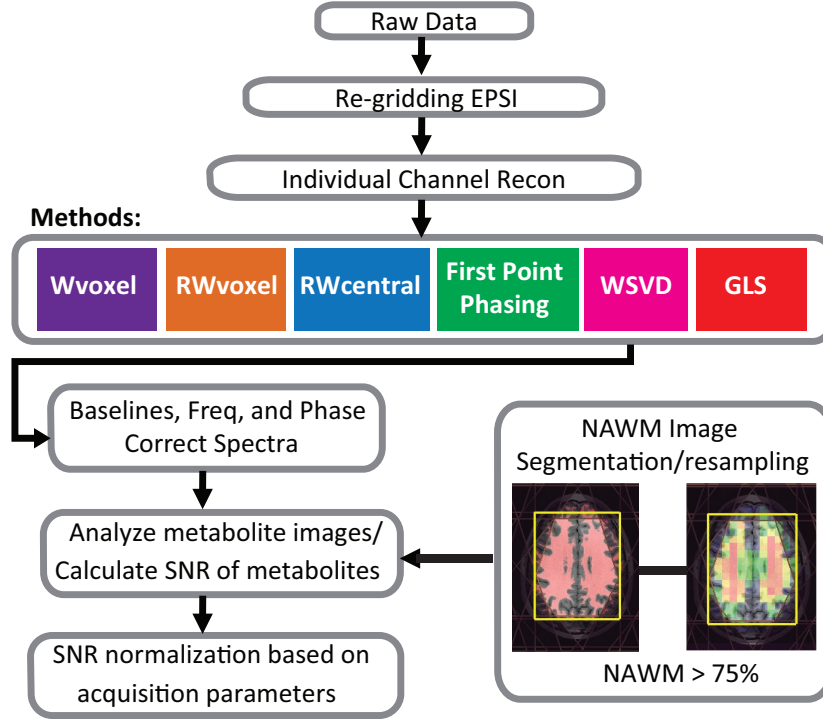 Raw Data
Re-gridding EPSI
Individual Channel Recon
Methods:
Wvoxel
RWvoxel
RWcentral
First Point
Phasing
WSVD
GLS
Baselines, Freq, and Phase
Correct Spectra
Analyze metabolite images/
Calculate SNR of metabolites
SNR normalization based on
acquisition parameters
NAWM Image
Segmentation/resampling
NAWM > 75%